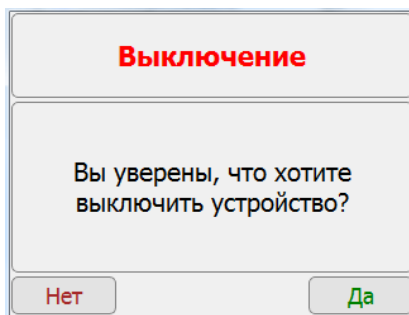 Выключение
Вы уверены, что хотите
выключить устройство?
Нет
Да